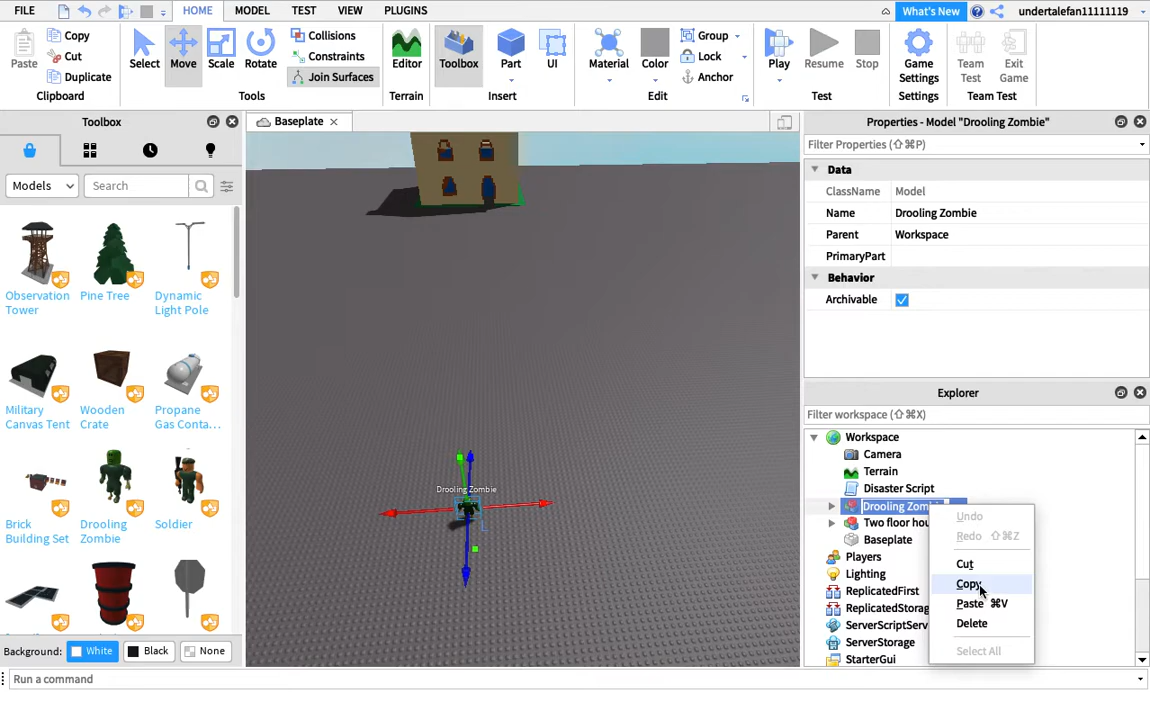 FILE HOME MODEL TEST VIEW PLUGINS What's New undertalefan11111119
Paste Copy Cut Duplicate Select Move Scale Rotate Collisions Constraints Join Surfaces Editor Toolbox Part UI Material Color Group Lock Anchor Play Resume Stop Game Settings Team Test Exit Game
Clipboard Tools Terrain Insert Edit Test Settings Team Test
Toolbox
Models Search
Observation Tower
Pine Tree
Dynamic Light Pole
Military Canvas Tent
Wooden Crate
Propane Gas Conta...
Brick Building Set
Drooling Zombie
Soldier
Background: White Black None
Run a command
Baseplate
Drooling Zombie
Properties - Model "Drooling Zombie"
Filter Properties (⇧⌘P)
Data
ClassName Model
Name Drooling Zombie
Parent Workspace
PrimaryPart
Behavior
Archivable
Explorer
Filter workspace (⇧⌘X)
Workspace
Camera
Terrain
Disaster Script
Drooling Zombie
Two floor hou
Baseplate
Players
Lighting
ReplicatedFirst
ReplicatedStorag
ServerScriptServ
ServerStorage
StarterGui
Undo
Redo ⇧⌘Z
Cut
Copy
Paste ⌘V
Delete
Select All